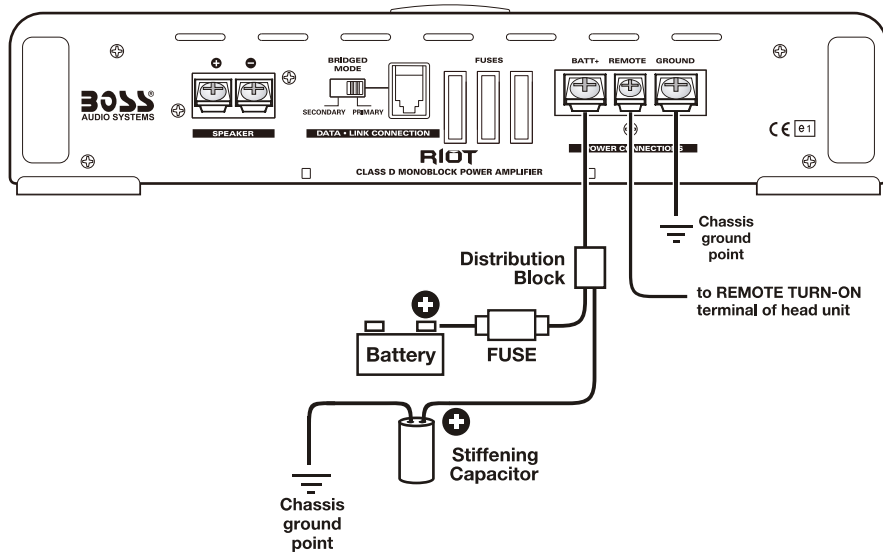 BRIDGED
MODE
FUSES
BATT+ REMOTE GROUND
+ −
BOSS®
AUDIO SYSTEMS
SECONDARY PRIMARY
SPEAKER
DATA • LINK CONNECTION
POWER CONNECTIONS
CE e1
RIOT
CLASS D MONOBLOCK POWER AMPLIFIER
Chassis
ground
point
Distribution
Block
to REMOTE TURN-ON
terminal of head unit
+
Battery
FUSE
+
Stiffening
Capacitor
Chassis
ground
point